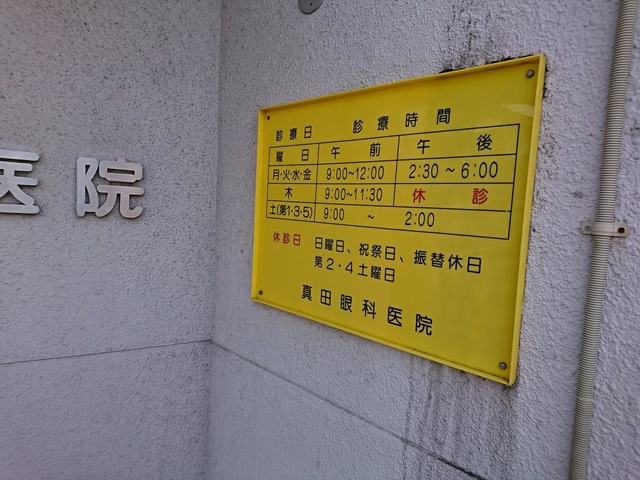 医院
診療日 診療時間
曜日 午前 午後
月・火・水・金 9:00~12:00 2:30~6:00
木 9:00~11:30 休診
土(第1・3・5) 9:00 ~ 2:00
休診日 日曜日、祝祭日、振替休日
第2・4土曜日
真田眼科医院